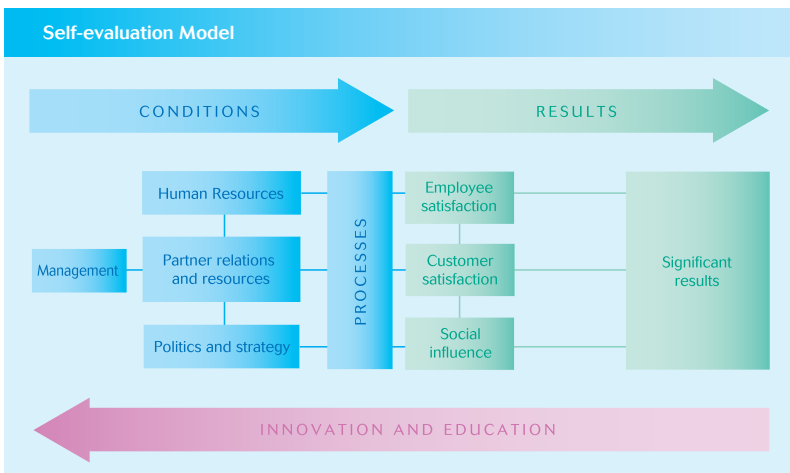 Self-evaluation Model
CONDITIONS
RESULTS
Human Resources
Employee
satisfaction
Management
Partner relations
and resources
PROCESSES
Customer
satisfaction
Significant
results
Politics and strategy
Social
influence
INNOVATION AND EDUCATION